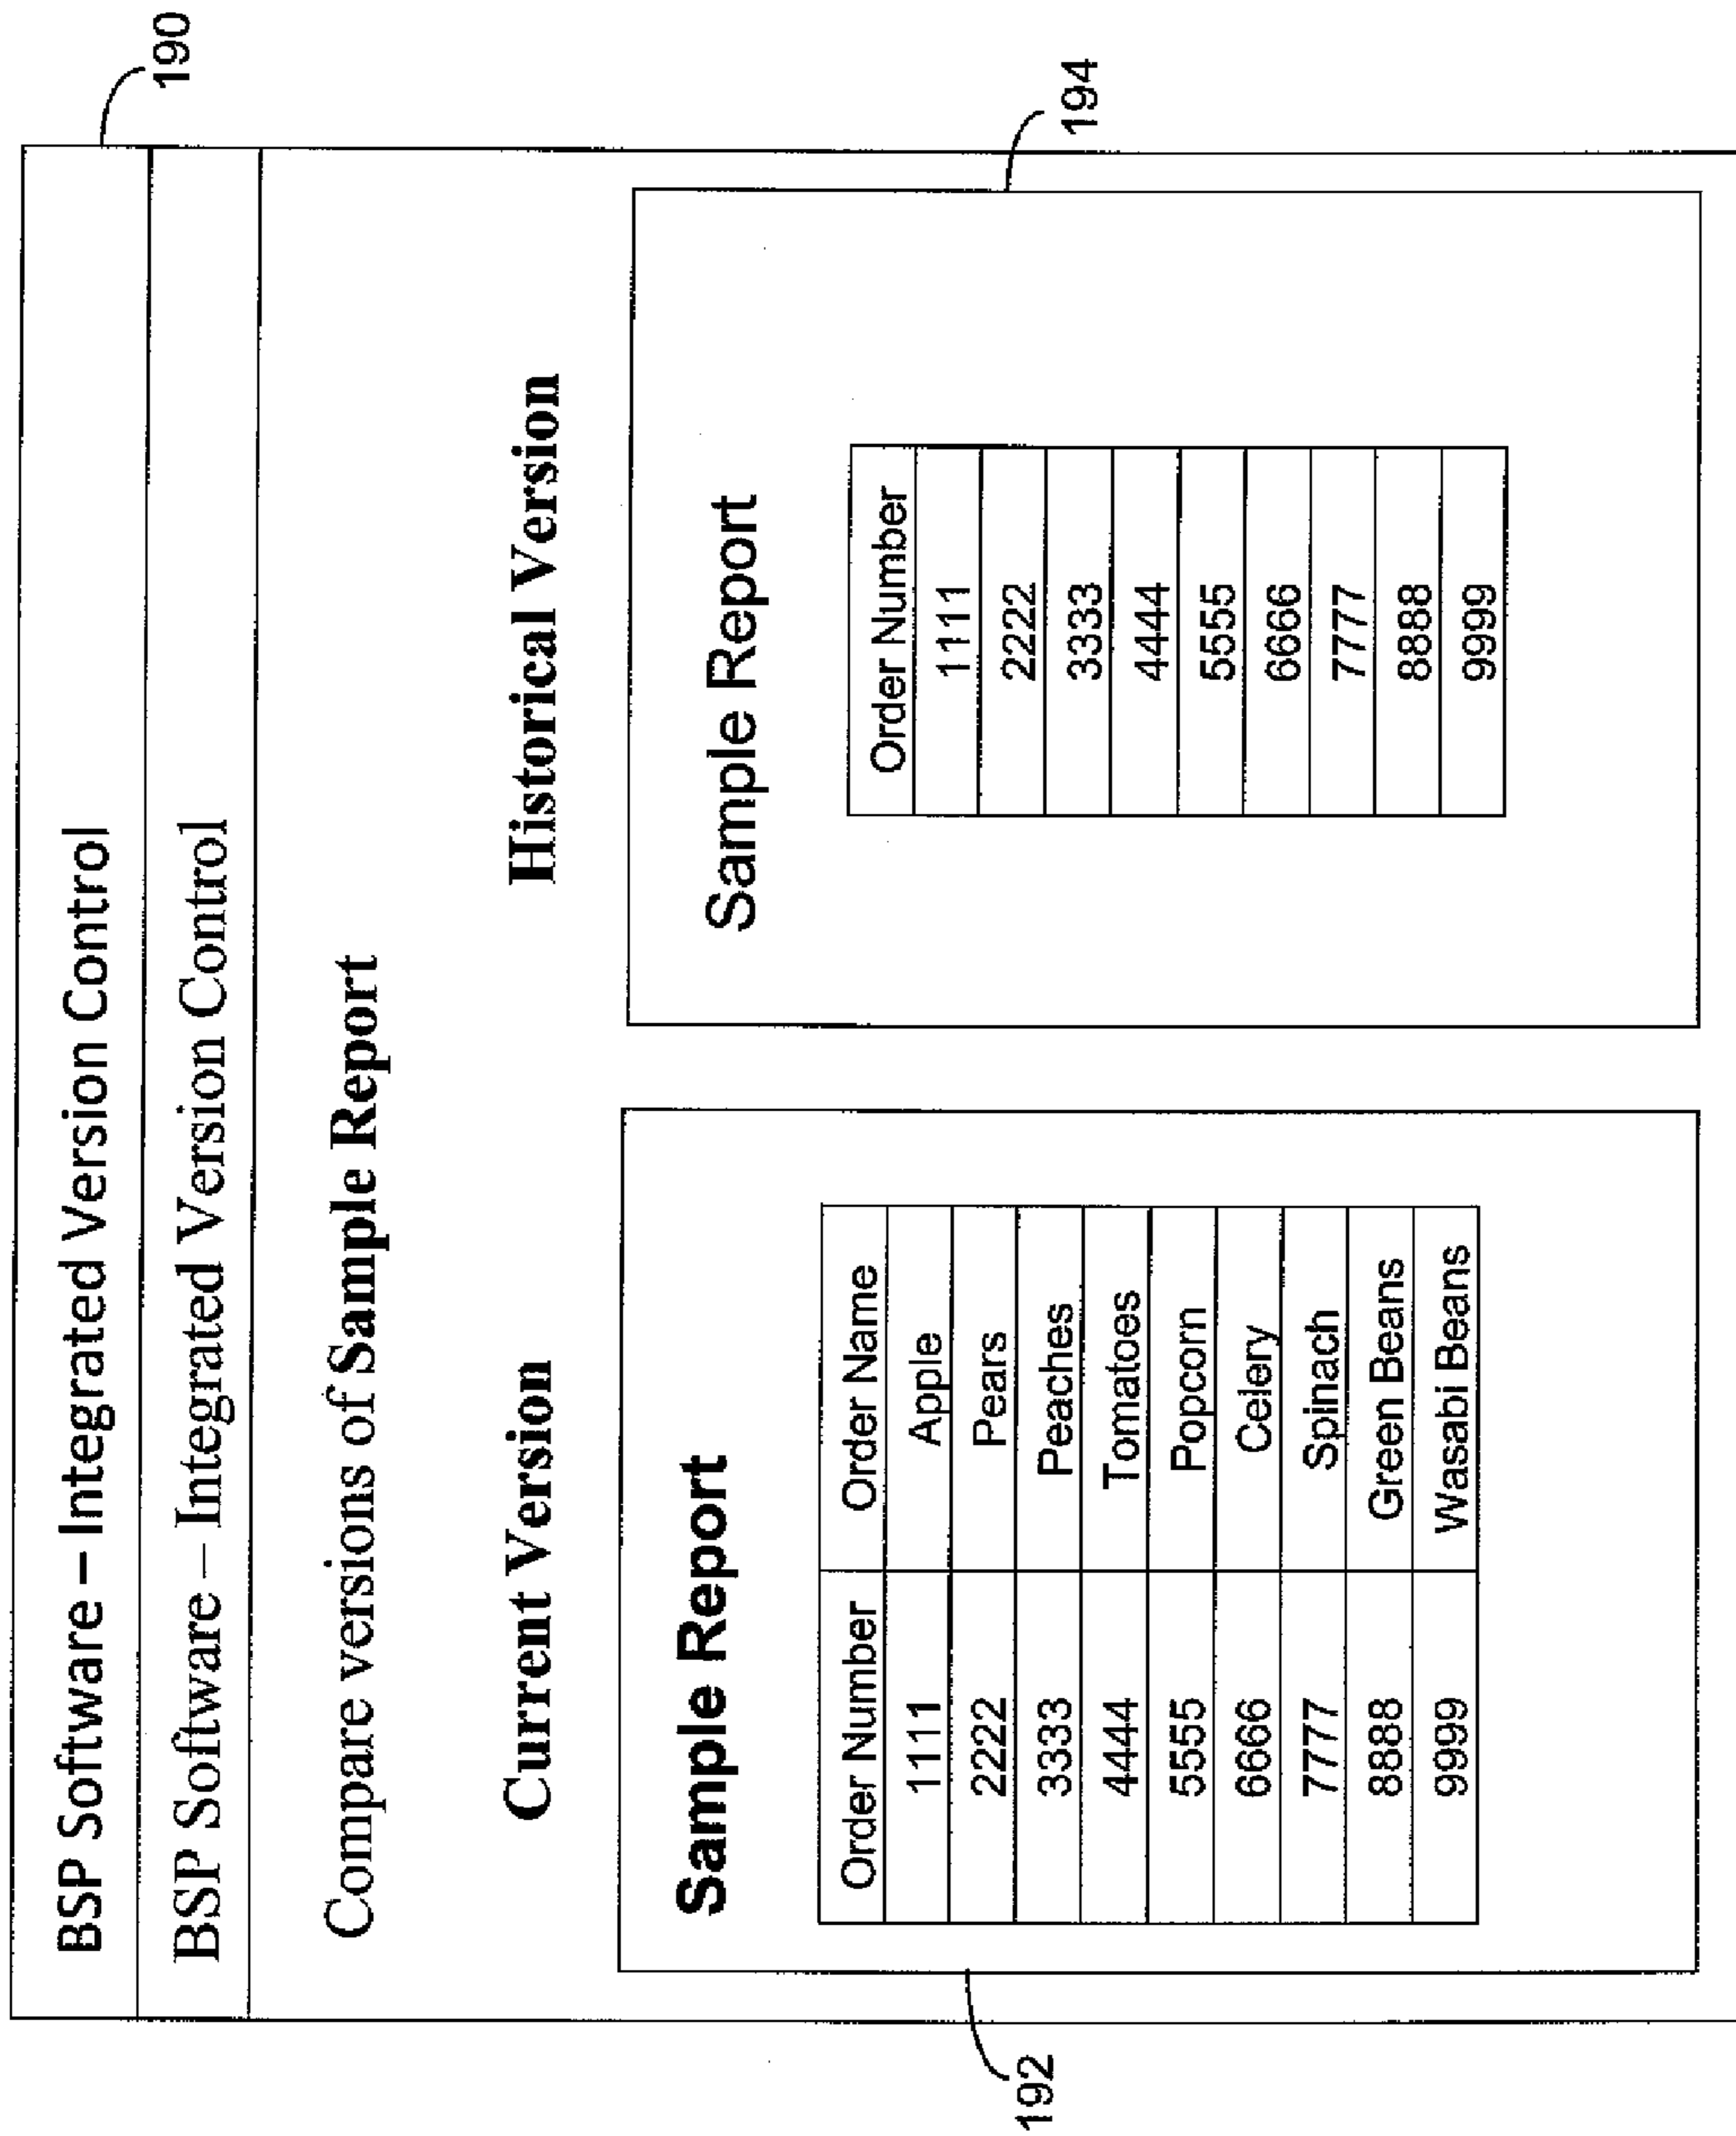 190
BSP Software – Integrated Version Control
BSP Software – Integrated Version Control
Compare versions of Sample Report
Current Version
192
Sample Report
Order Number Order Name
1111 Apple
2222 Pears
3333 Peaches
4444 Tomatoes
5555 Popcorn
6666 Celery
7777 Spinach
8888 Green Beans
9999 Wasabi Beans
Historical Version
194
Sample Report
Order Number
1111
2222
3333
4444
5555
6666
7777
8888
9999